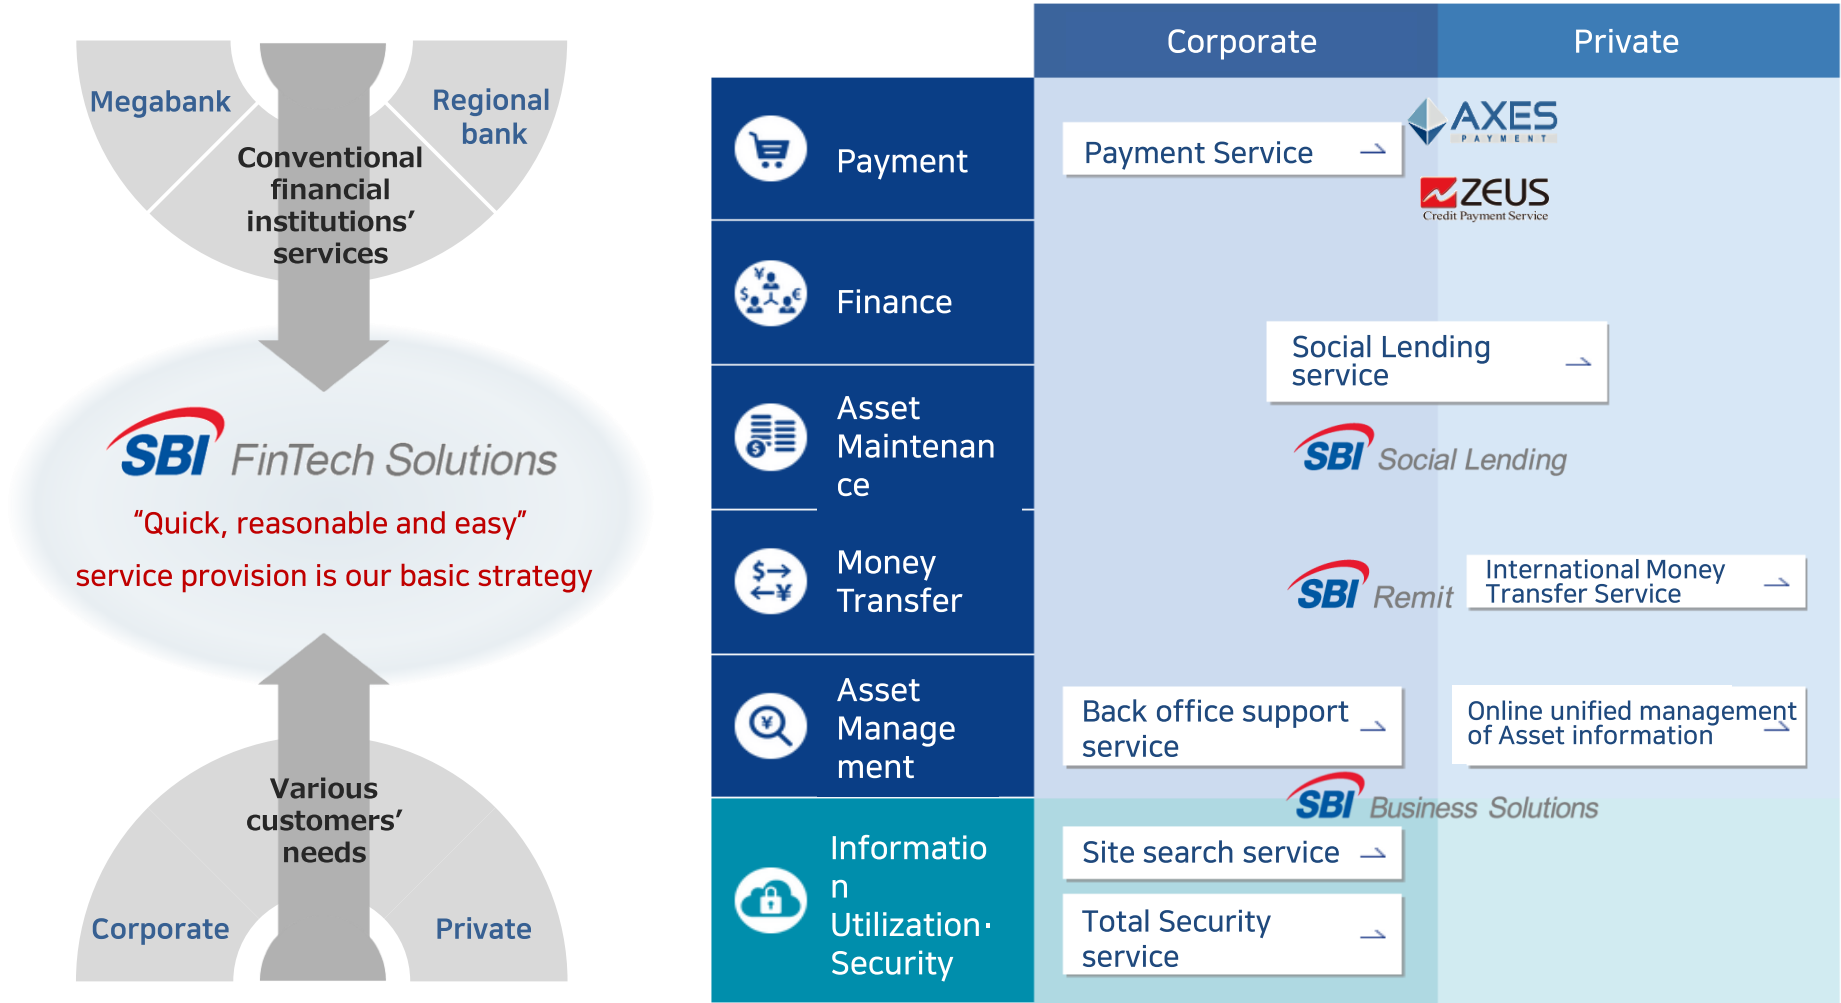 Megabank
Regional
bank
Conventional
financial
institutions’
services
SBI FinTech Solutions
“Quick, reasonable and easy”
service provision is our basic strategy
Various
customers’
needs
Corporate
Private
Corporate
Private
Payment
Payment Service
AXES
PAYMENT
ZEUS
Credit Payment Service
¥
$
€
Finance
Social Lending
service
$
Asset
Maintenan
ce
SBI Social Lending
$
¥
Money
Transfer
SBI Remit
International Money
Transfer Service
¥
Asset
Manage
ment
Back office support
service
Online unified management
of Asset information
SBI Business Solutions
Informatio
n
Utilization·
Security
Site search service
Total Security
service